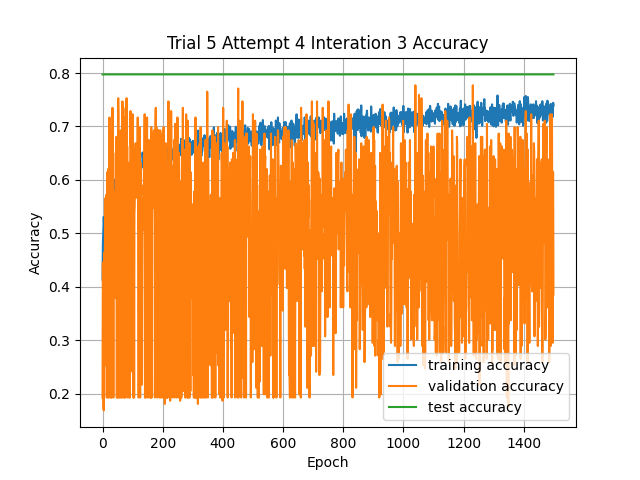 Trial 5 Attempt 4 Interation 3 Accuracy
0.8
0.7
0.6
0.5
0.4
0.3
0.2
Accuracy
training accuracy
validation accuracy
test accuracy
0 200 400 600 800 1000 1200 1400
Epoch